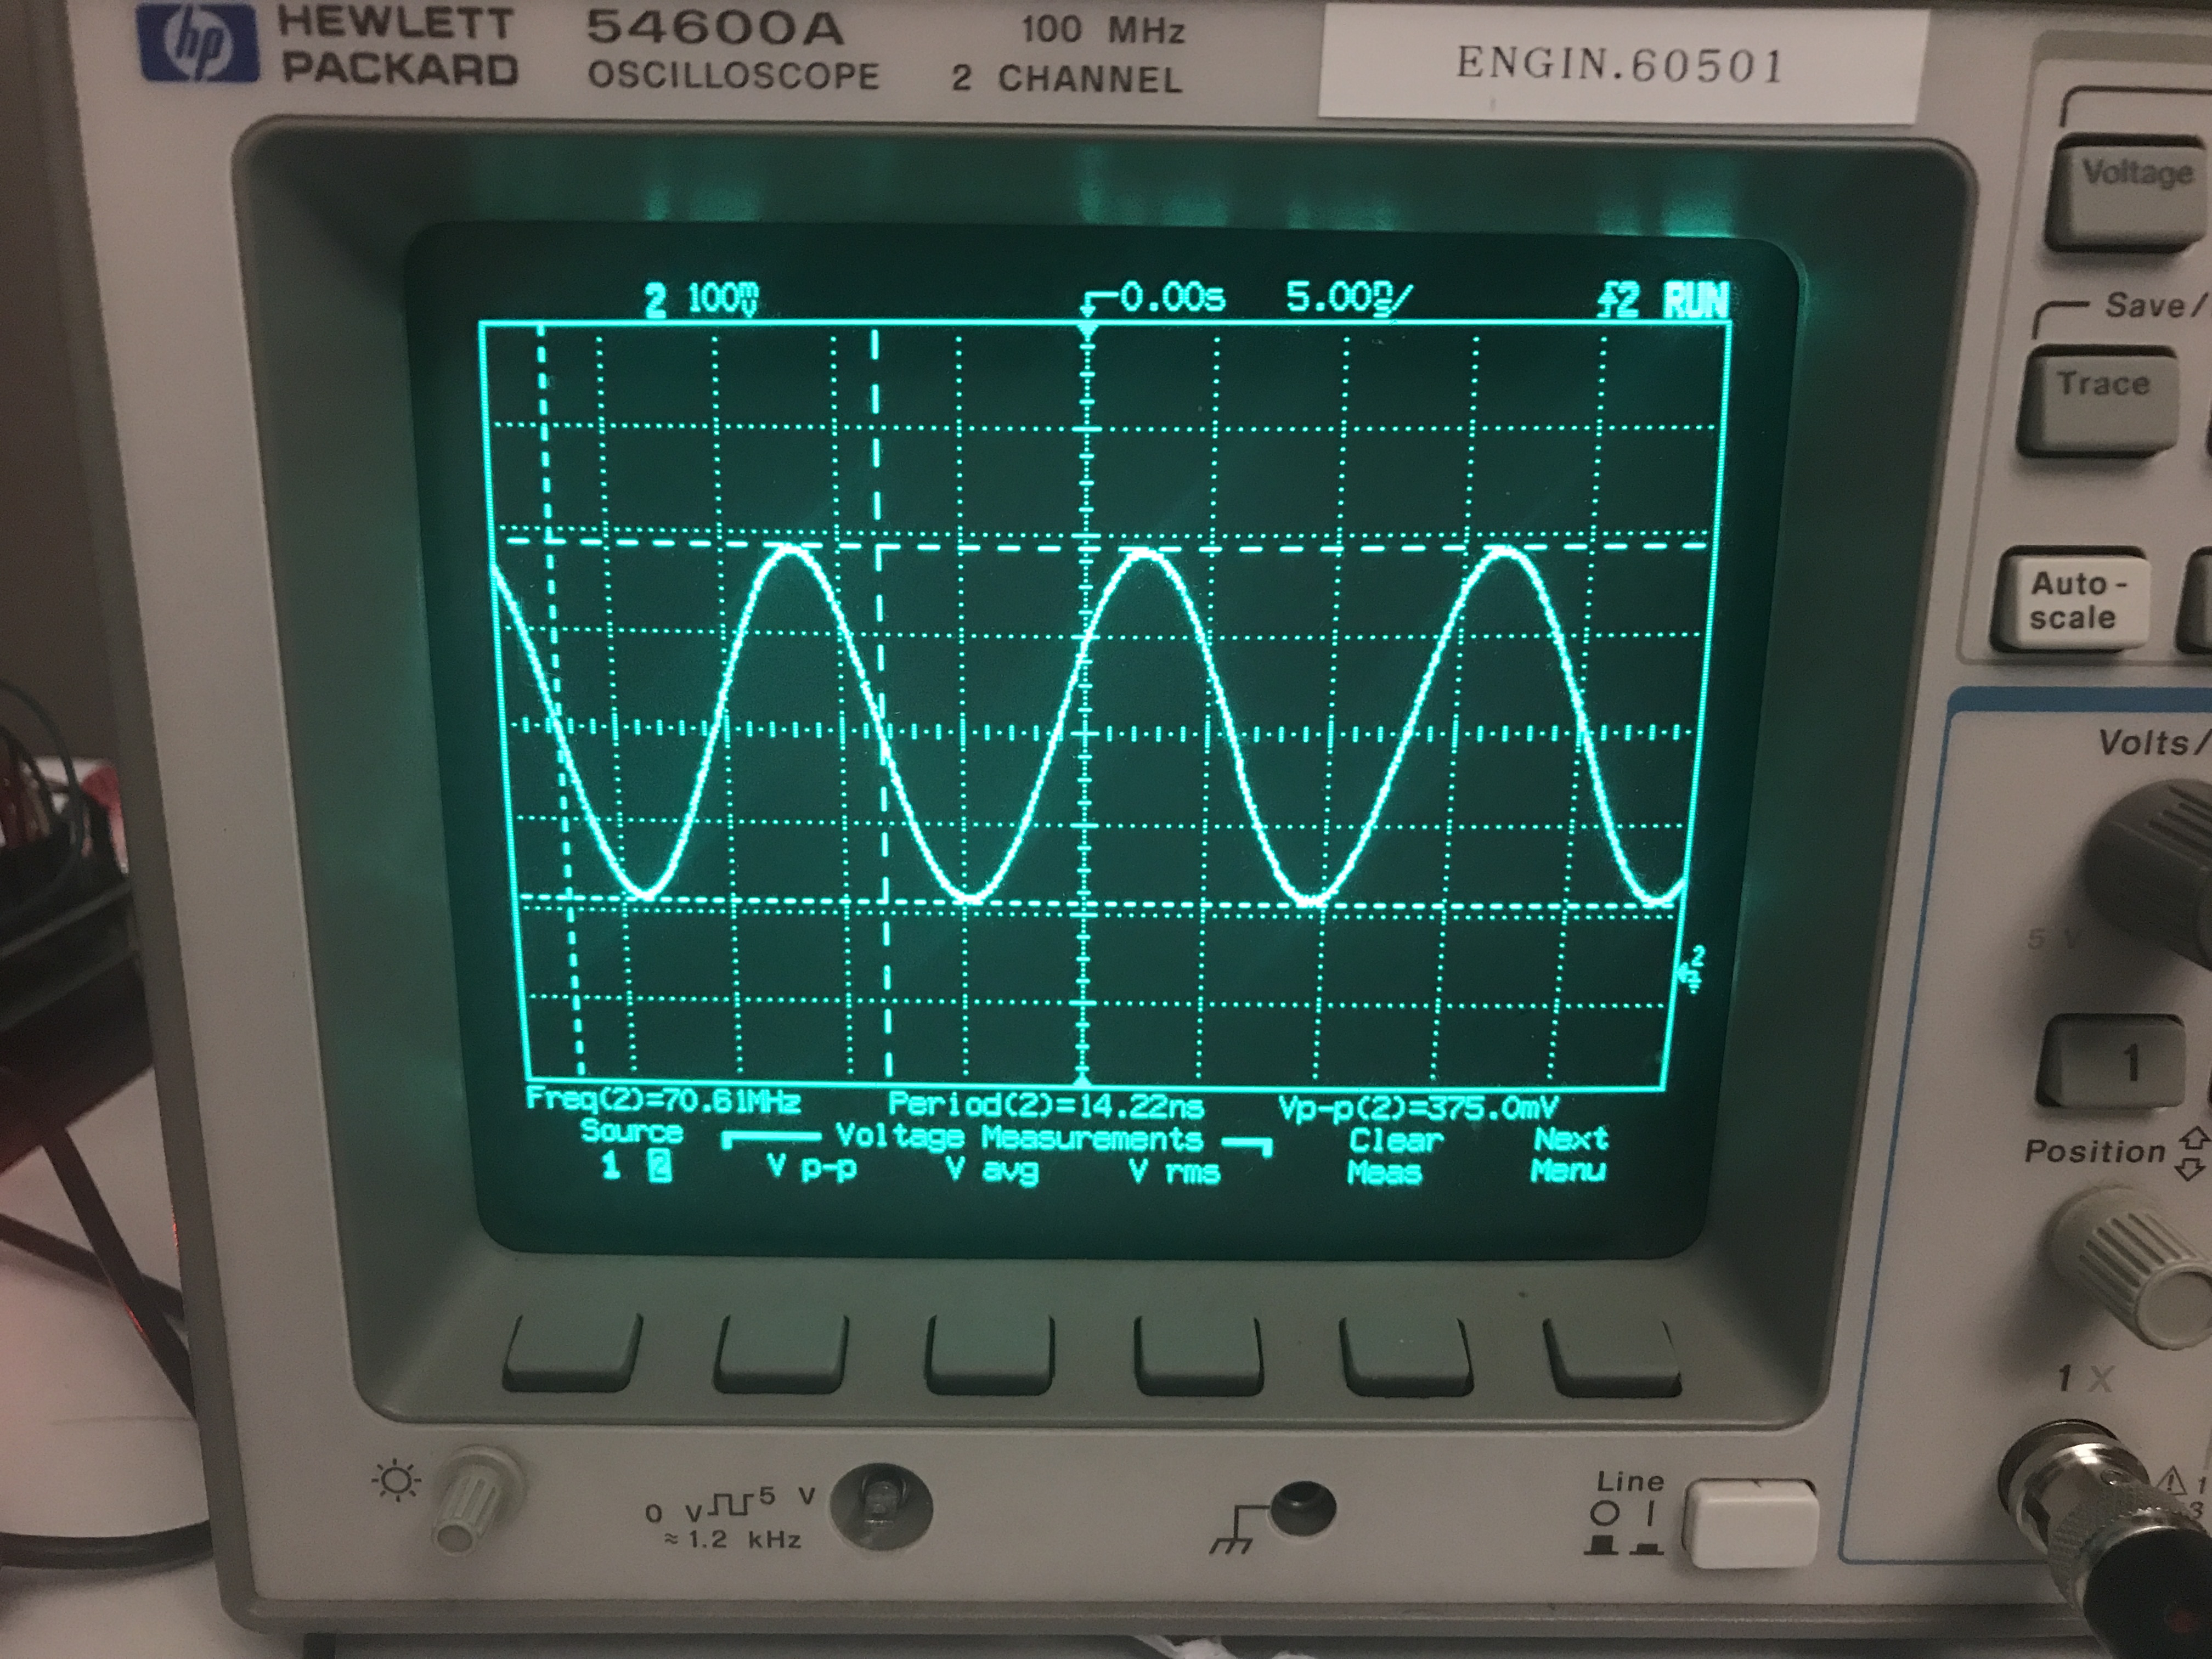 hp HEWLETT PACKARD
54600A
OSCILLOSCOPE
100 MHz
2 CHANNEL
ENGIN.60501
Voltage
Save/
Trace
Auto-
scale
Volts/
5 V
1
Position
1 X
2 100mV 0.00s 5.00ns/ 2 RUN
2
Freq(2)=70.61MHz Period(2)=14.22ns Vp-p(2)=375.0mV
Source Voltage Measurements Clear Next
1 2 V p-p V avg V rms Meas Menu
0 V 5 V
≈1.2 kHz
Line